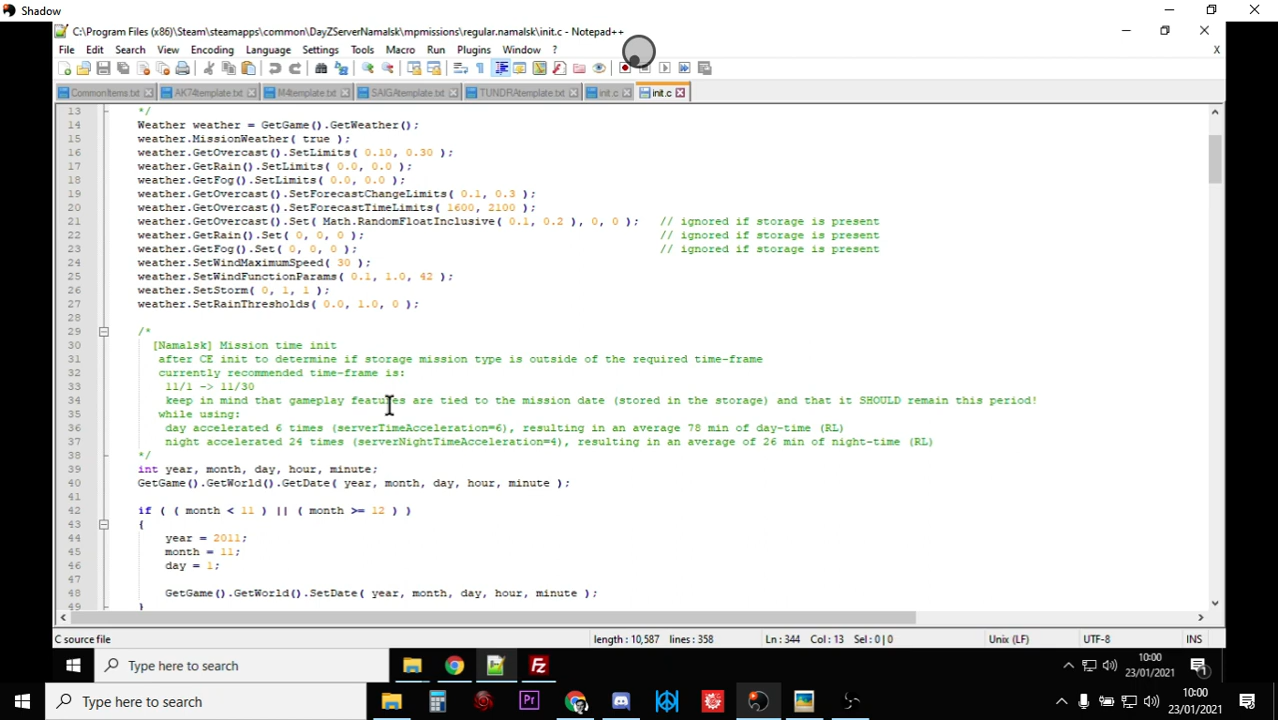 Shadow
C:\Program Files (x86)\Steam\steamapps\common\DayZServerNamalsk\mpmissions\regular.namalsk\init.c - Notepad++
File Edit Search View Encoding Language Settings Tools Macro Run Plugins Window ? X
CommonItems.txt AK74template.txt M4template.txt SAIGAtemplate.txt TUNDRAtemplate.txt init.c init.c
13 */
14 Weather weather = GetGame().GetWeather();
15 weather.MissionWeather( true );
16 weather.GetOvercast().SetLimits( 0.10, 0.30 );
17 weather.GetRain().SetLimits( 0.0, 0.0 );
18 weather.GetFog().SetLimits( 0.0, 0.0 );
19 weather.GetOvercast().SetForecastChangeLimits( 0.1, 0.3 );
20 weather.GetOvercast().SetForecastTimeLimits( 1600, 2100 );
21 weather.GetOvercast().Set( Math.RandomFloatInclusive( 0.1, 0.2 ), 0, 0 ); // ignored if storage is present
22 weather.GetRain().Set( 0, 0, 0 ); // ignored if storage is present
23 weather.GetFog().Set( 0, 0, 0 ); // ignored if storage is present
24 weather.SetWindMaximumSpeed( 30 );
25 weather.SetWindFunctionParams( 0.1, 1.0, 42 );
26 weather.SetStorm( 0, 1, 1 );
27 weather.SetRainThresholds( 0.0, 1.0, 0 );
28
29 /*
30 [Namalsk] Mission time init
31 after CE init to determine if storage mission type is outside of the required time-frame
32 currently recommended time-frame is:
33 11/1 -> 11/30
34 keep in mind that gameplay features are tied to the mission date (stored in the storage) and that it SHOULD remain this period!
35 while using:
36 day accelerated 6 times (serverTimeAcceleration=6), resulting in an average 78 min of day-time (RL)
37 night accelerated 24 times (serverNightTimeAcceleration=4), resulting in an average of 26 min of night-time (RL)
38 */
39 int year, month, day, hour, minute;
40 GetGame().GetWorld().GetDate( year, month, day, hour, minute );
41
42 if ( ( month < 11 ) || ( month >= 12 ) )
43 {
44 year = 2011;
45 month = 11;
46 day = 1;
47
48 GetGame().GetWorld().SetDate( year, month, day, hour, minute );
49 }
C source file length : 10,587 lines : 358 Ln : 344 Col : 13 Sel : 0 | 0 Unix (LF) UTF-8 INS
Type here to search 10:00
23/01/2021
Type here to search 10:00
23/01/2021